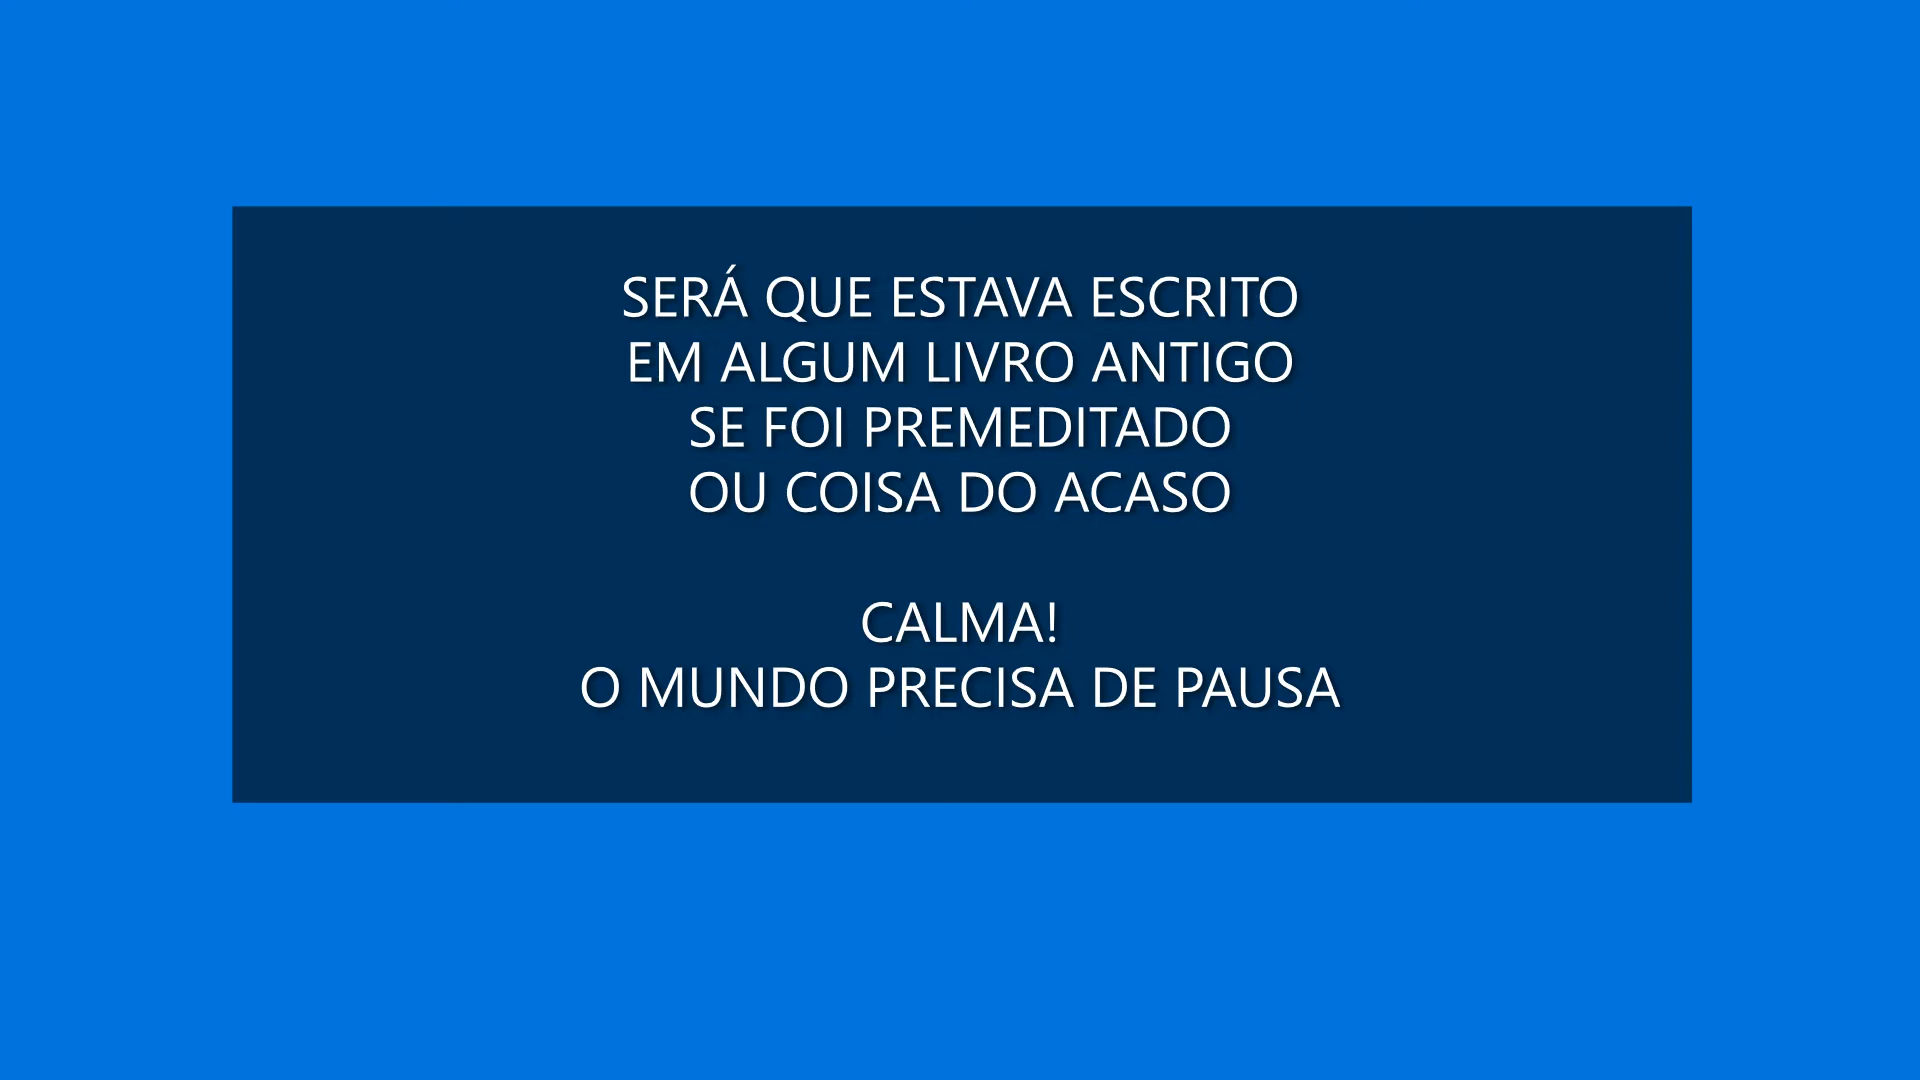 SERÁ QUE ESTAVA ESCRITO
EM ALGUM LIVRO ANTIGO
SE FOI PREMEDITADO
OU COISA DO ACASO
CALMA!
O MUNDO PRECISA DE PAUSA